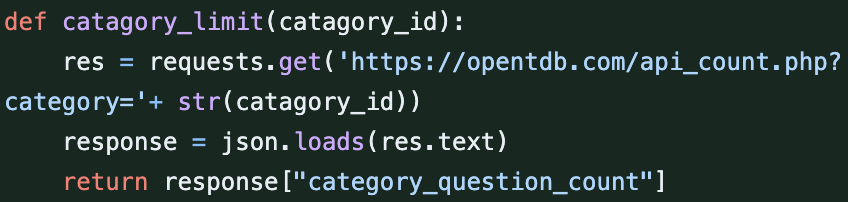 def catagory_limit(catagory_id):
    res = requests.get('https://opentdb.com/api_count.php?
category='+ str(catagory_id))
    response = json.loads(res.text)
    return response["category_question_count"]